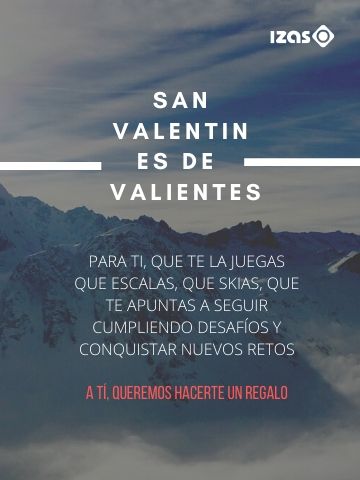 IZAS
SAN
VALENTIN
ES DE
VALIENTES
PARA TI, QUE TE LA JUEGAS
QUE ESCALAS, QUE SKIAS, QUE
TE APUNTAS A SEGUIR
CUMPLIENDO DESAFÍOS Y
CONQUISTAR NUEVOS RETOS
A TÍ, QUEREMOS HACERTE UN REGALO